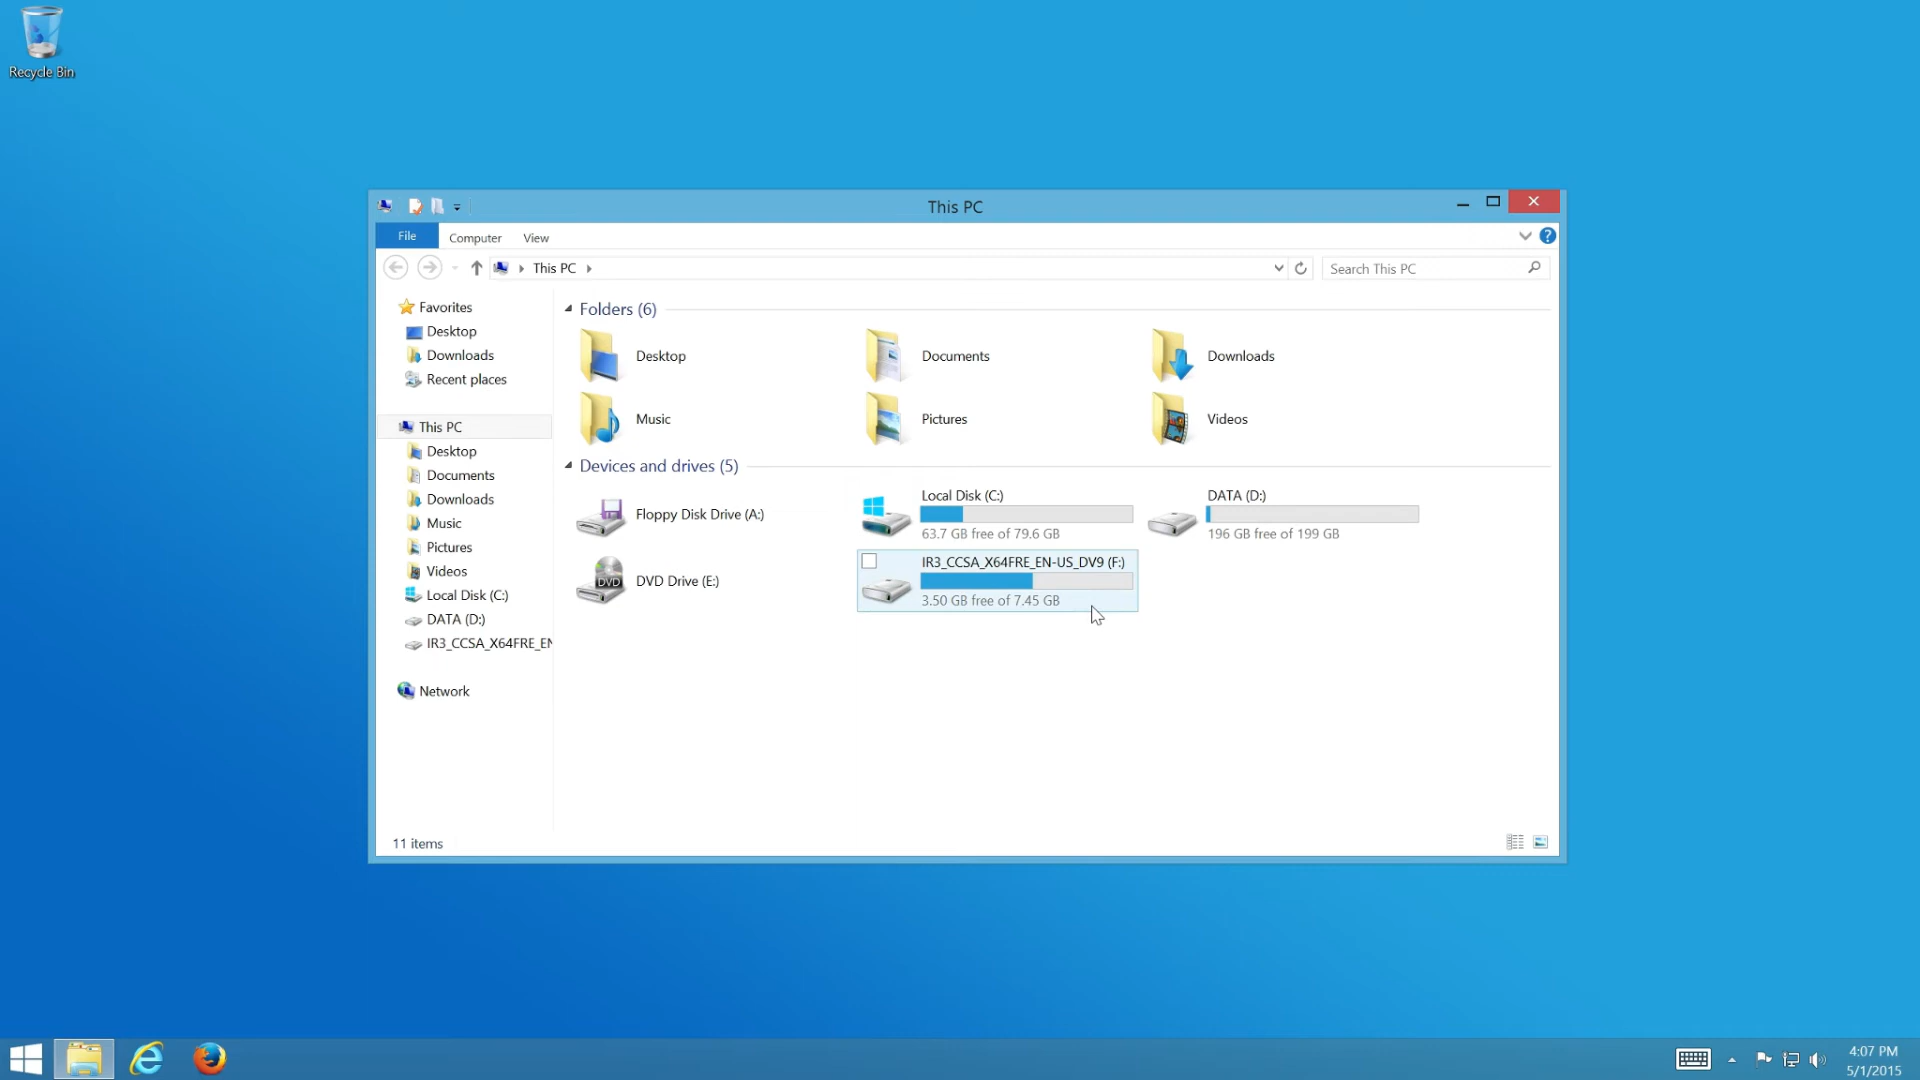 Recycle Bin
This PC
File
Computer
View
This PC
Search This PC
Favorites
Desktop
Downloads
Recent places
This PC
Desktop
Documents
Downloads
Music
Pictures
Videos
Local Disk (C:)
DATA (D:)
IR3_CCSA_X64FRE_EN
Network
Folders (6)
Desktop
Documents
Downloads
Music
Pictures
Videos
Devices and drives (5)
Floppy Disk Drive (A:)
Local Disk (C:)
63.7 GB free of 79.6 GB
DATA (D:)
196 GB free of 199 GB
DVD
DVD Drive (E:)
IR3_CCSA_X64FRE_EN-US_DV9 (F:)
3.50 GB free of 7.45 GB
11 items
4:07 PM
5/1/2015